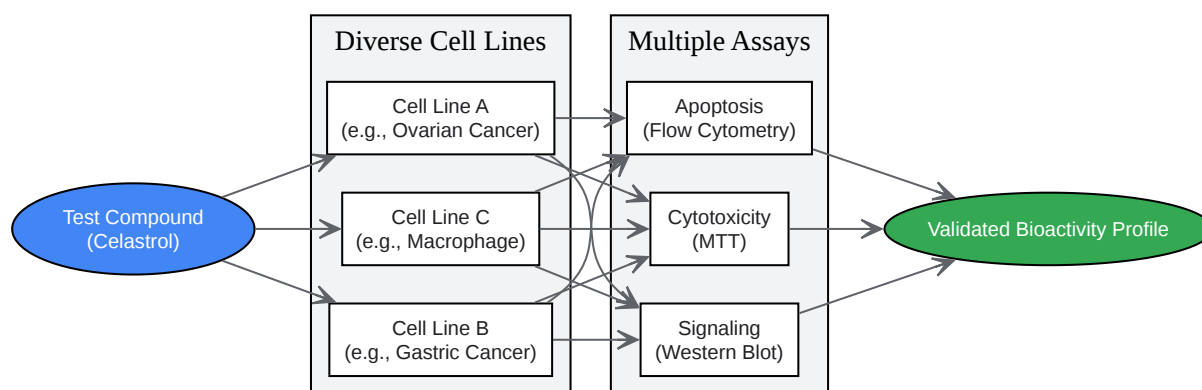 Diverse Cell Lines
Multiple Assays
Cell Line A
(e.g., Ovarian Cancer)
Apoptosis
(Flow Cytometry)
Test Compound
(Celastrol)
Cell Line C
(e.g., Macrophage)
Cytotoxicity
(MTT)
Validated Bioactivity Profile
Cell Line B
(e.g., Gastric Cancer)
Signaling
(Western Blot)